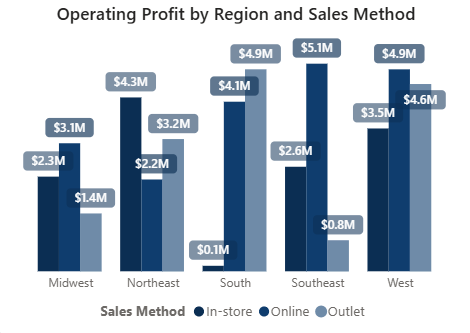 Operating Profit by Region and Sales Method
$2.3M
$3.1M
$1.4M
$4.3M
$2.2M
$3.2M
$0.1M
$4.1M
$4.9M
$2.6M
$5.1M
$0.8M
$3.5M
$4.9M
$4.6M
Midwest Northeast South Southeast West
Sales Method In-store Online Outlet